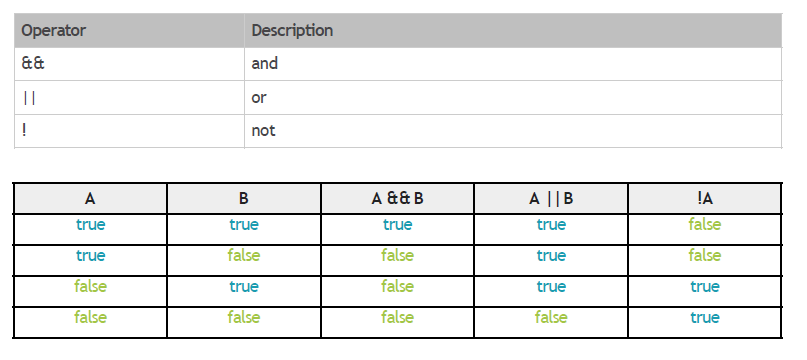 Operator Description
&& and
|| or
! not
A B A && B A || B !A
true true true true false
true false false true false
false true false true true
false false false false true